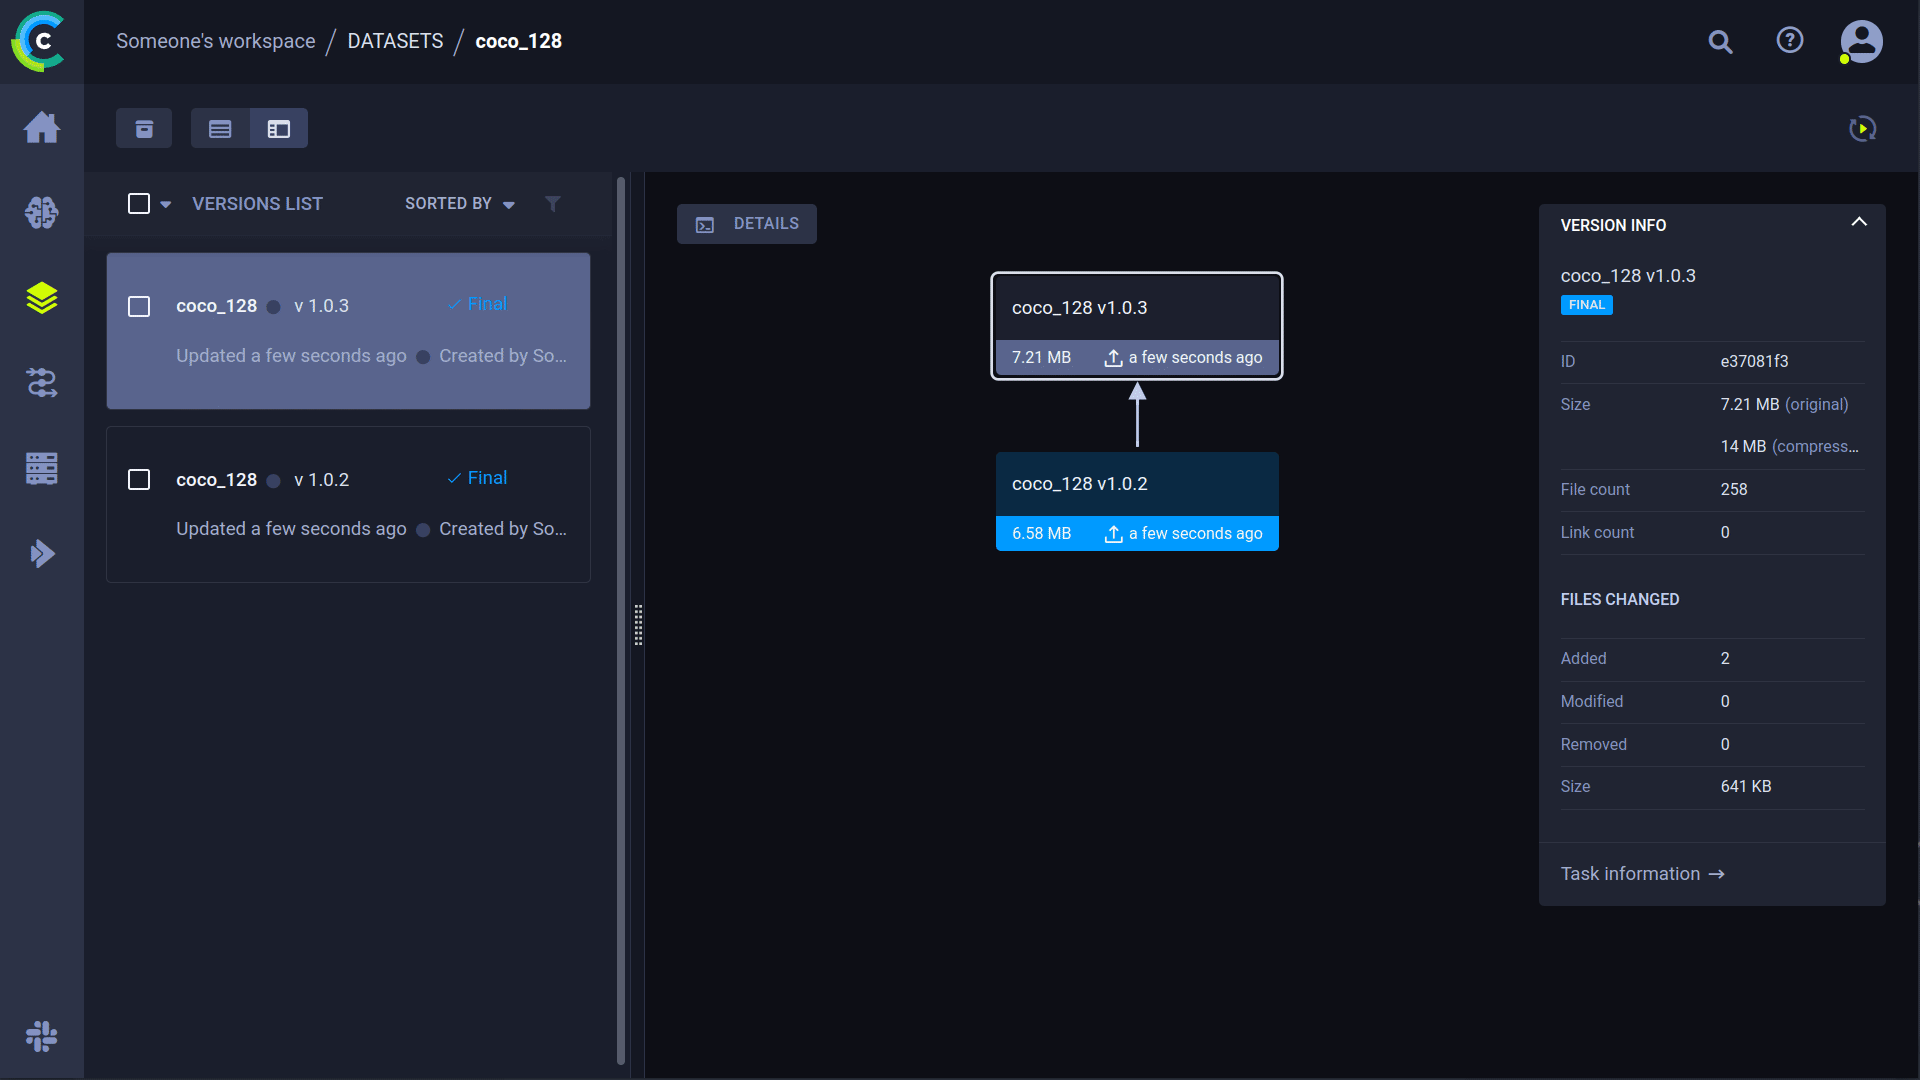 Someone's workspace / DATASETS / coco_128
VERSIONS LIST
SORTED BY
coco_128 v 1.0.3 Final
Updated a few seconds ago Created by So...
coco_128 v 1.0.2 Final
Updated a few seconds ago Created by So...
DETAILS
coco_128 v1.0.3
7.21 MB a few seconds ago
coco_128 v1.0.2
6.58 MB a few seconds ago
VERSION INFO
coco_128 v1.0.3
FINAL
ID e37081f3
Size 7.21 MB (original)
14 MB (compress...
File count 258
Link count 0
FILES CHANGED
Added 2
Modified 0
Removed 0
Size 641 KB
Task information →